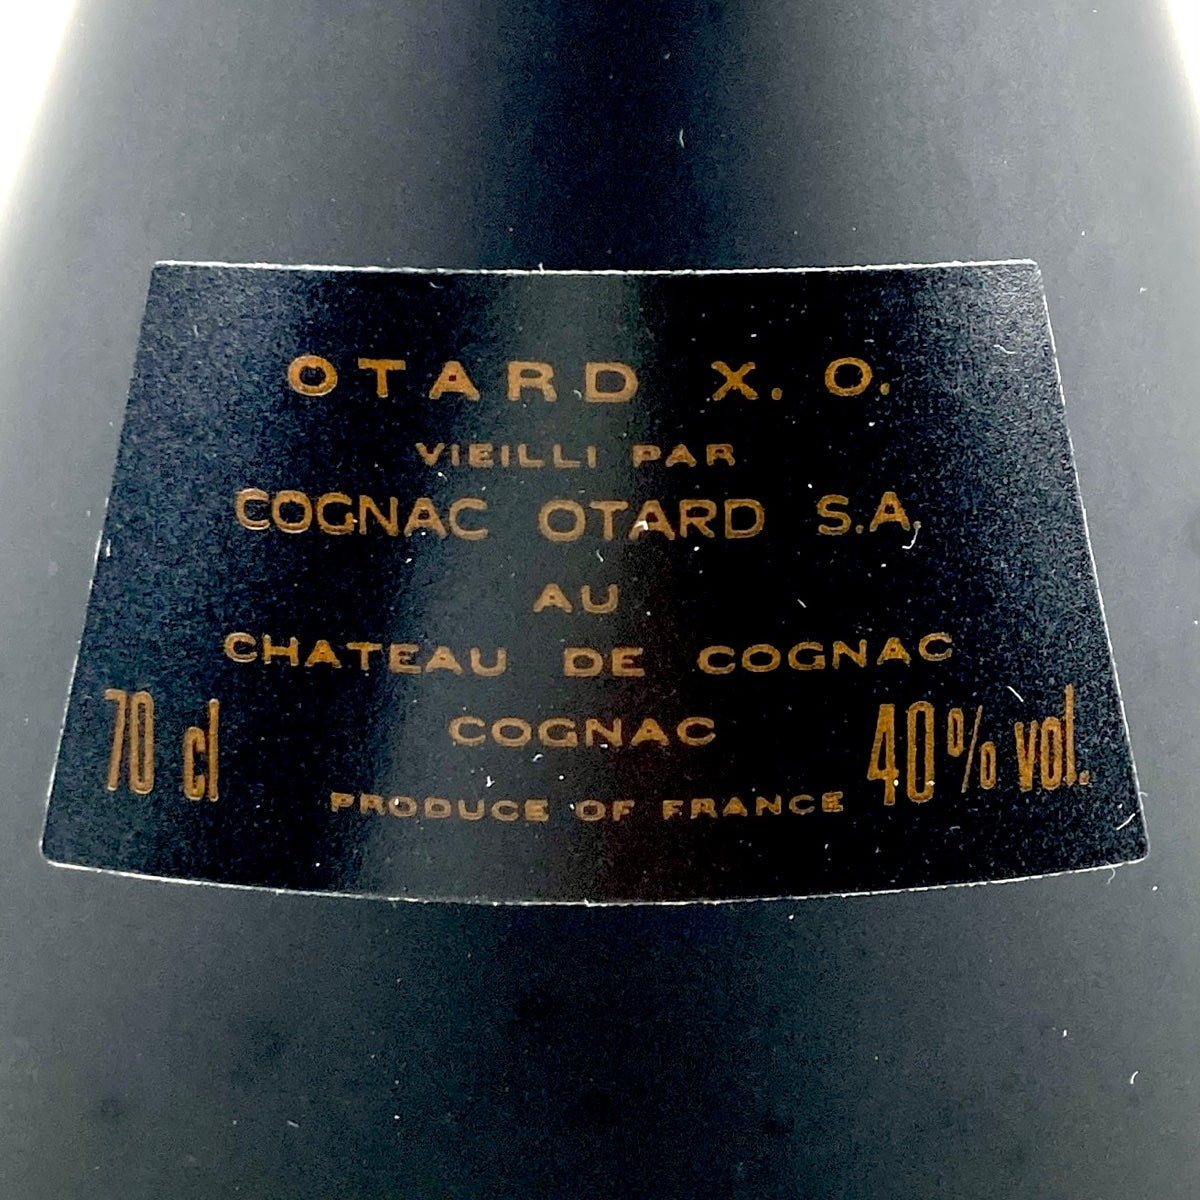 OTARD X. O.
VIEILLI PAR
COGNAC OTARD S.A.
AU
CHATEAU DE COGNAC
70 cl COGNAC 40% vol.
PRODUCE OF FRANCE